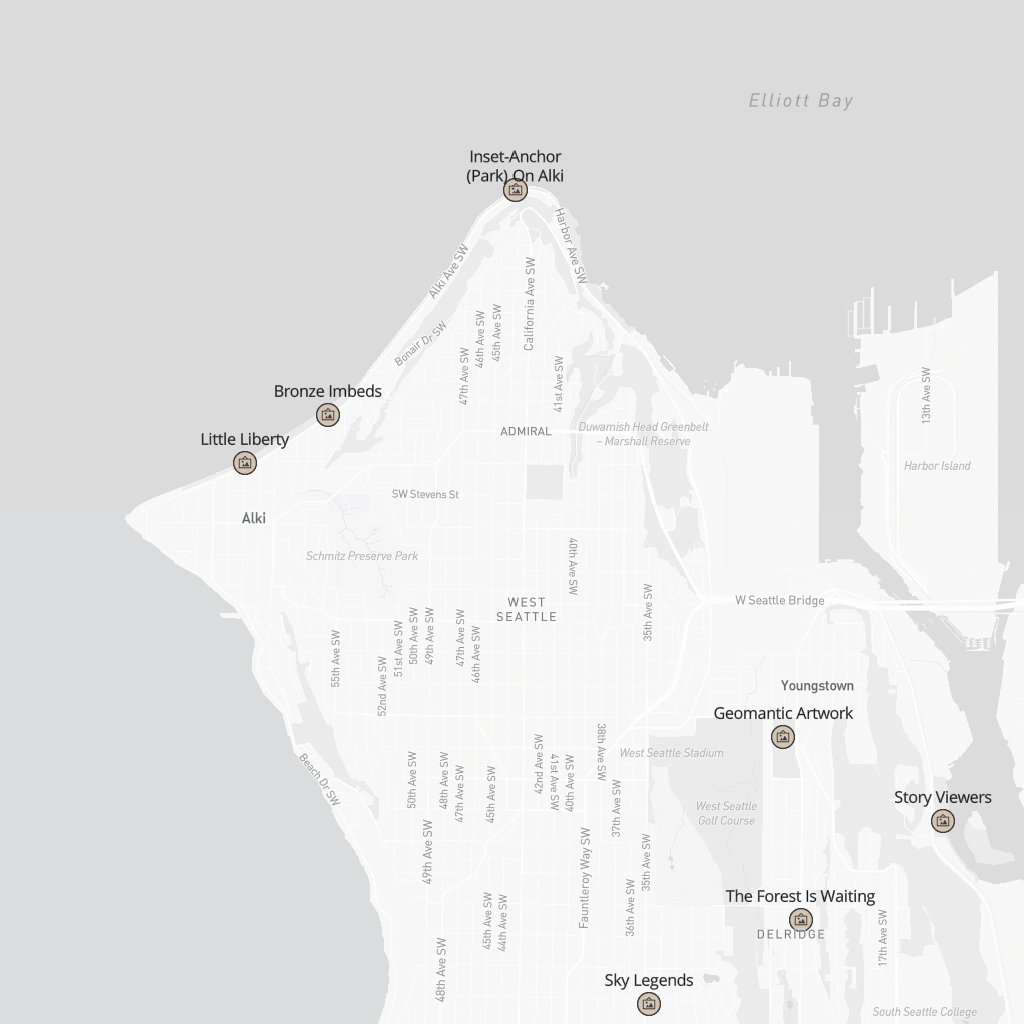 Elliott Bay
Inset-Anchor
(Park) On Alki
Harbor Ave SW
Alki Ave SW
California Ave SW
Bonair Dr SW
46th Ave SW
45th Ave SW
47th Ave SW
41st Ave SW
13th Ave SW
Bronze Imbeds
Little Liberty
ADMIRAL
Duwamish Head Greenbelt
– Marshall Reserve
Harbor Island
SW Stevens St
Alki
Schmitz Preserve Park
40th Ave SW
WEST
SEATTLE
35th Ave SW
W Seattle Bridge
55th Ave SW
52nd Ave SW
51st Ave SW
50th Ave SW
49th Ave SW
47th Ave SW
46th Ave SW
Youngstown
Geomantic Artwork
38th Ave SW
West Seattle Stadium
Beach Dr SW
50th Ave SW
48th Ave SW
47th Ave SW
45th Ave SW
42nd Ave SW
41st Ave SW
40th Ave SW
37th Ave SW
West Seattle
Golf Course
Story Viewers
49th Ave SW
Fauntleroy Way SW
35th Ave SW
36th Ave SW
The Forest Is Waiting
DELRIDGE
17th Ave SW
45th Ave SW
44th Ave SW
48th Ave SW
Sky Legends
South Seattle College